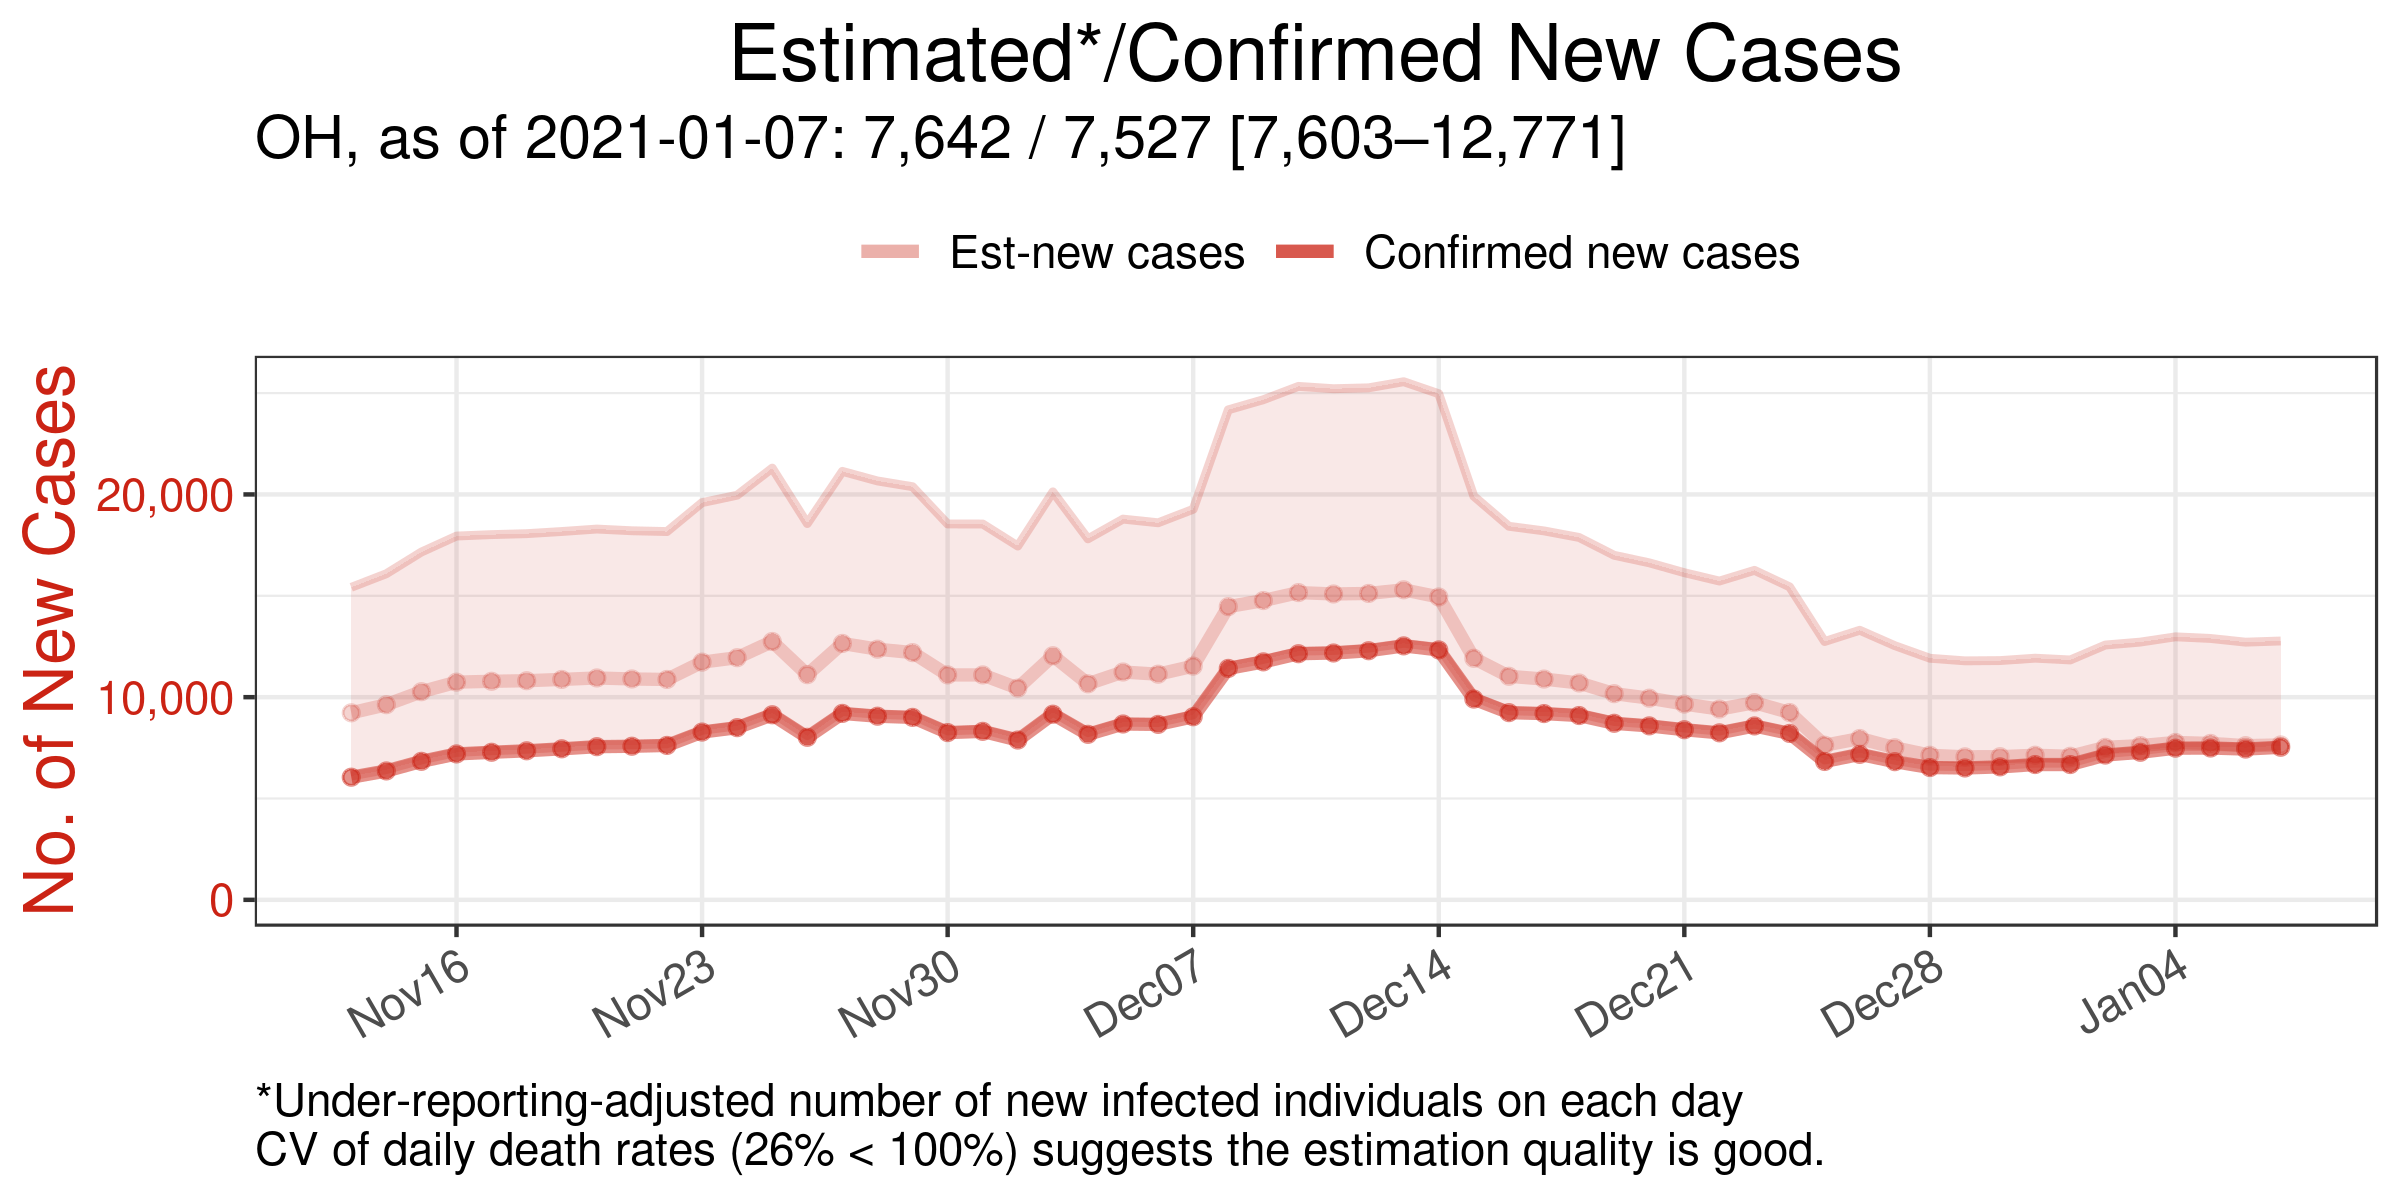 Estimated*/Confirmed New Cases
OH, as of 2021-01-07: 7,642 / 7,527 [7,603–12,771]
Est-new cases
Confirmed new cases
No. of New Cases
20,000
10,000
0
Nov16
Nov23
Nov30
Dec07
Dec14
Dec21
Dec28
Jan04
*Under-reporting-adjusted number of new infected individuals on each day
CV of daily death rates (26% < 100%) suggests the estimation quality is good.